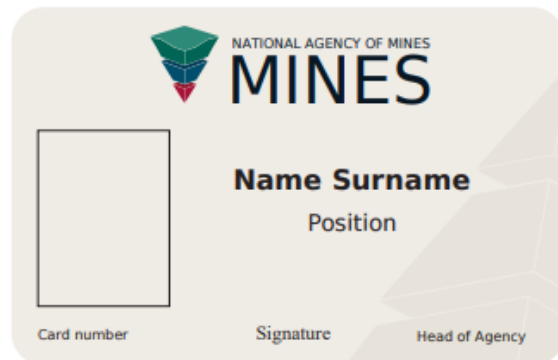 NATIONAL AGENCY OF MINES
MINES
Name Surname
Position
Card number Signature Head of Agency